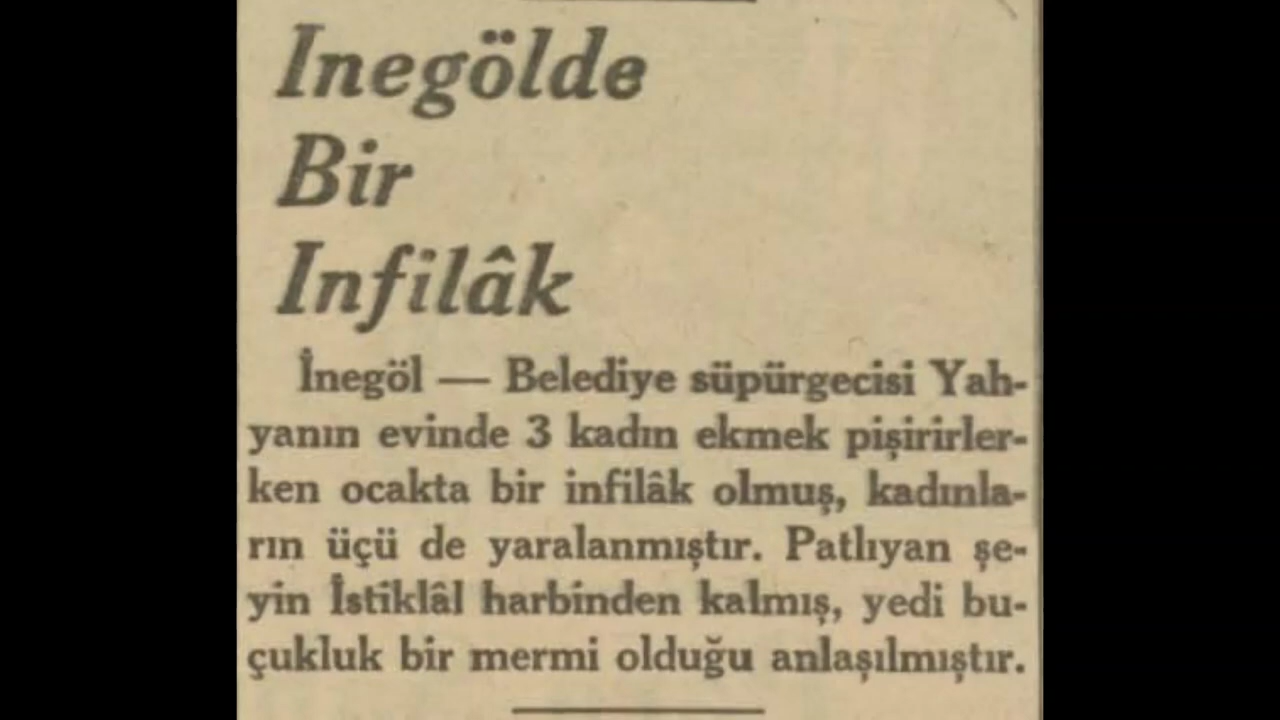 Inegölde
Bir
Infilâk
İnegöl — Belediye süpürgecisi Yah-
yanın evinde 3 kadın ekmek pişirirler-
ken ocakta bir infilâk olmuş, kadınla-
rın üçü de yaralanmıştır. Patlıyan şe-
yin İstiklâl harbinden kalmış, yedi bu-
çukluk bir mermi olduğu anlaşılmıştır.